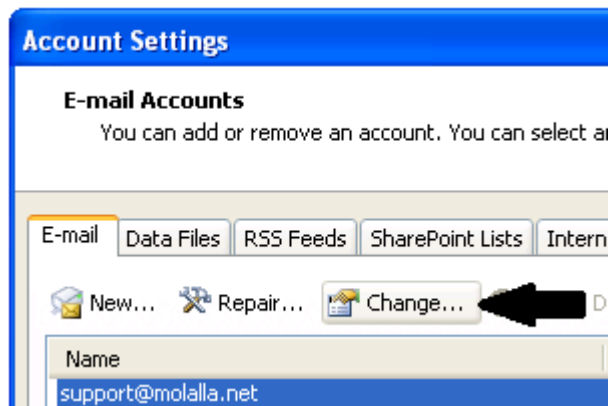 Account Settings
E-mail Accounts
You can add or remove an account. You can select
E-mail Data Files RSS Feeds SharePoint Lists Intern
New... Repair... Change... D
Name
support@molalla.net